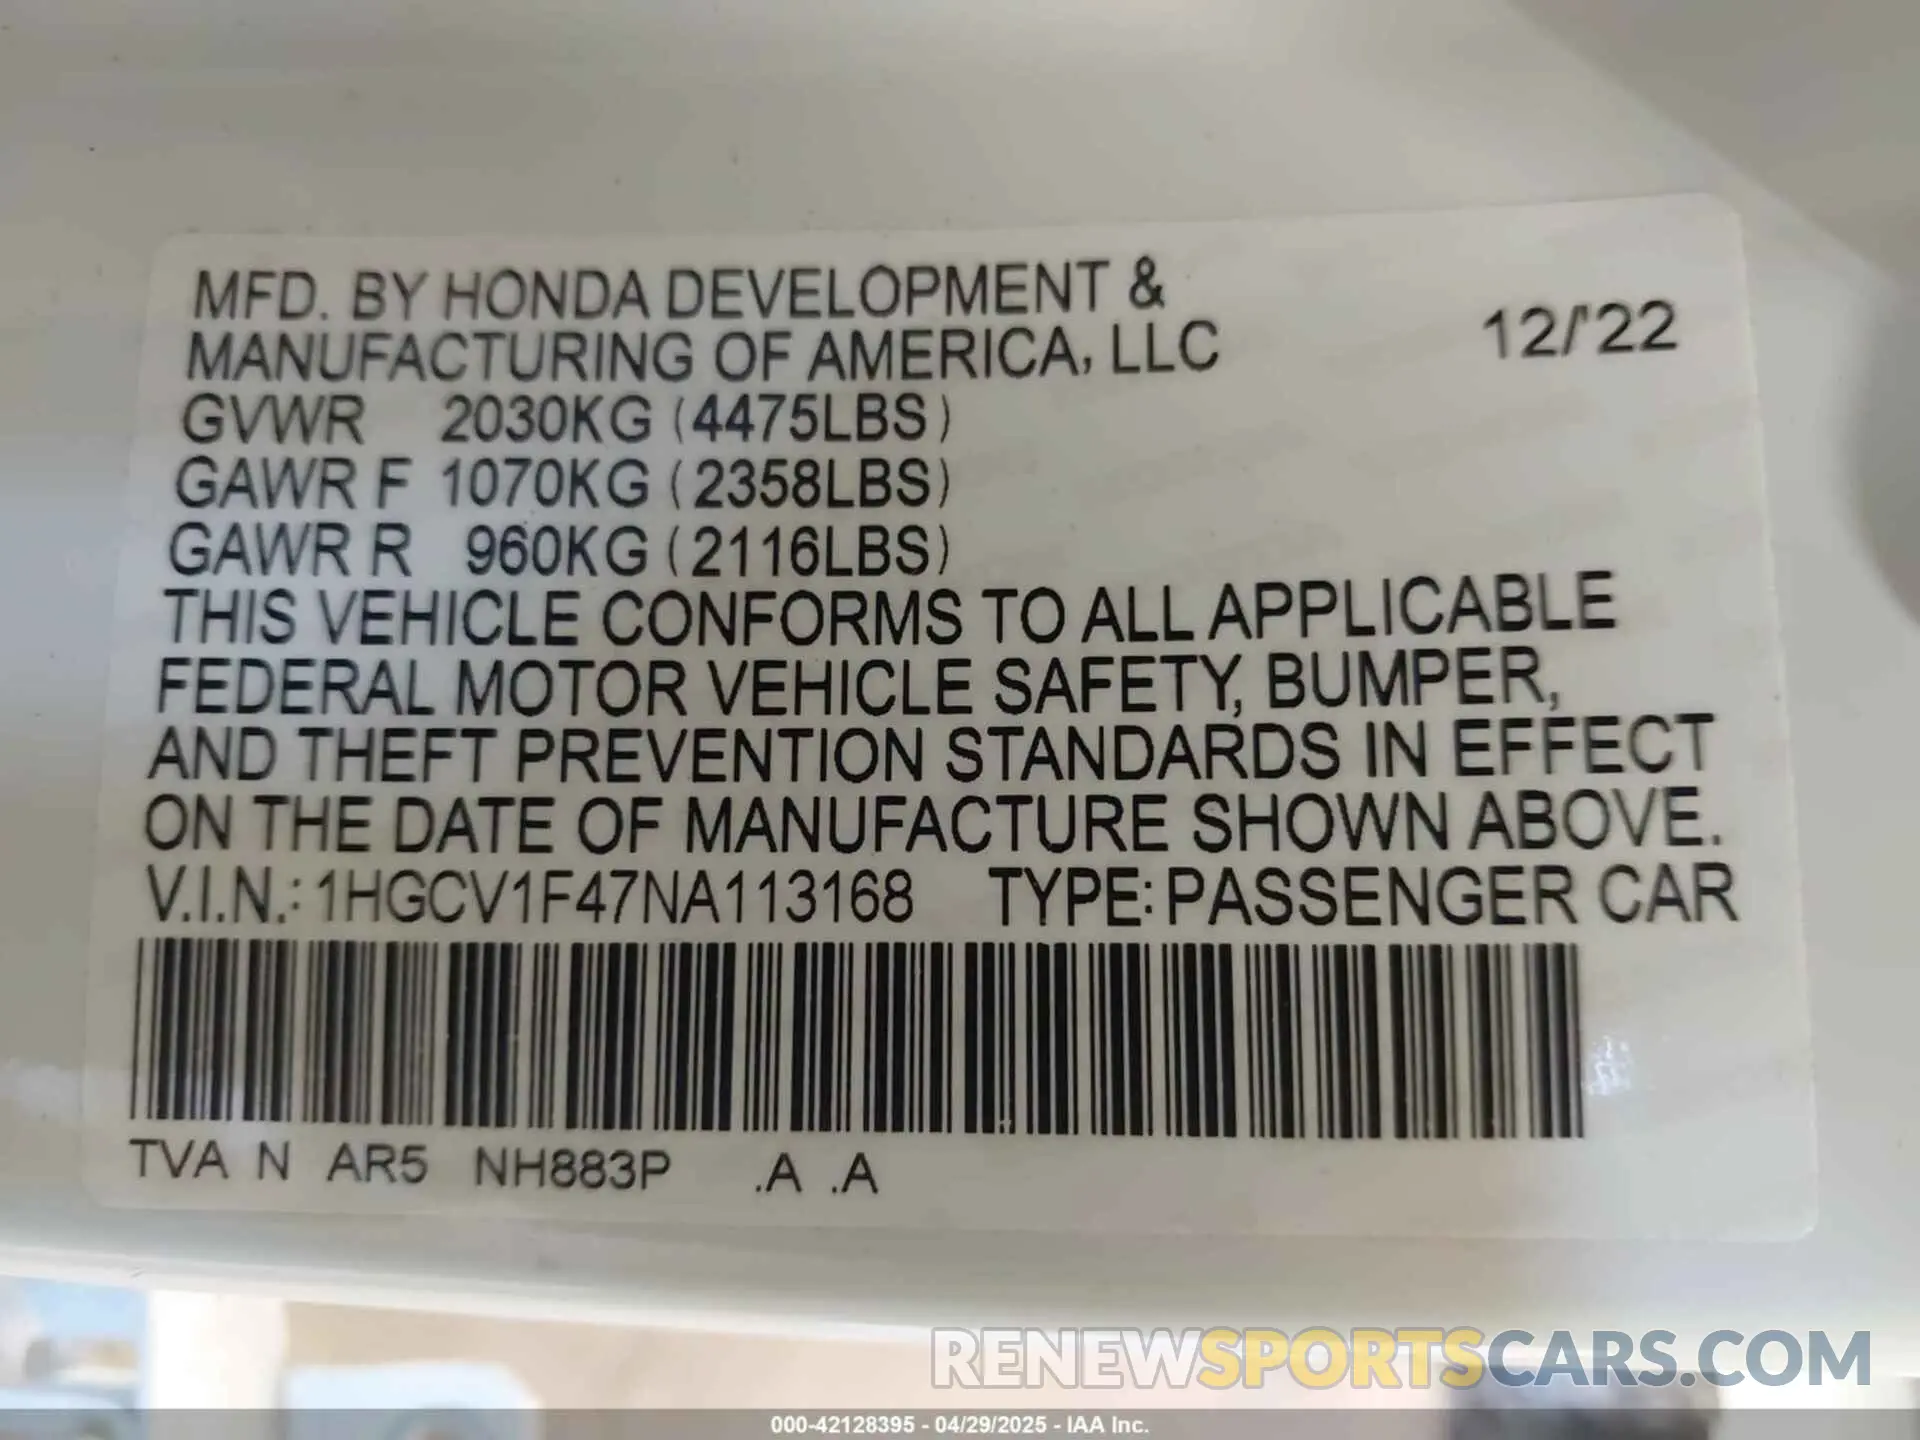 MFD. BY HONDA DEVELOPMENT &
MANUFACTURING OF AMERICA, LLC 12/'22
GVWR 2030KG (4475LBS)
GAWR F 1070KG (2358LBS)
GAWR R 960KG (2116LBS)
THIS VEHICLE CONFORMS TO ALL APPLICABLE
FEDERAL MOTOR VEHICLE SAFETY, BUMPER,
AND THEFT PREVENTION STANDARDS IN EFFECT
ON THE DATE OF MANUFACTURE SHOWN ABOVE.
V.I.N.: 1HGCV1F47NA113168 TYPE: PASSENGER CAR
TVA N AR5 NH883P .A .A
RENEWSPORTSCARS.COM
000-42128395 - 04/29/2025 - IAA Inc.